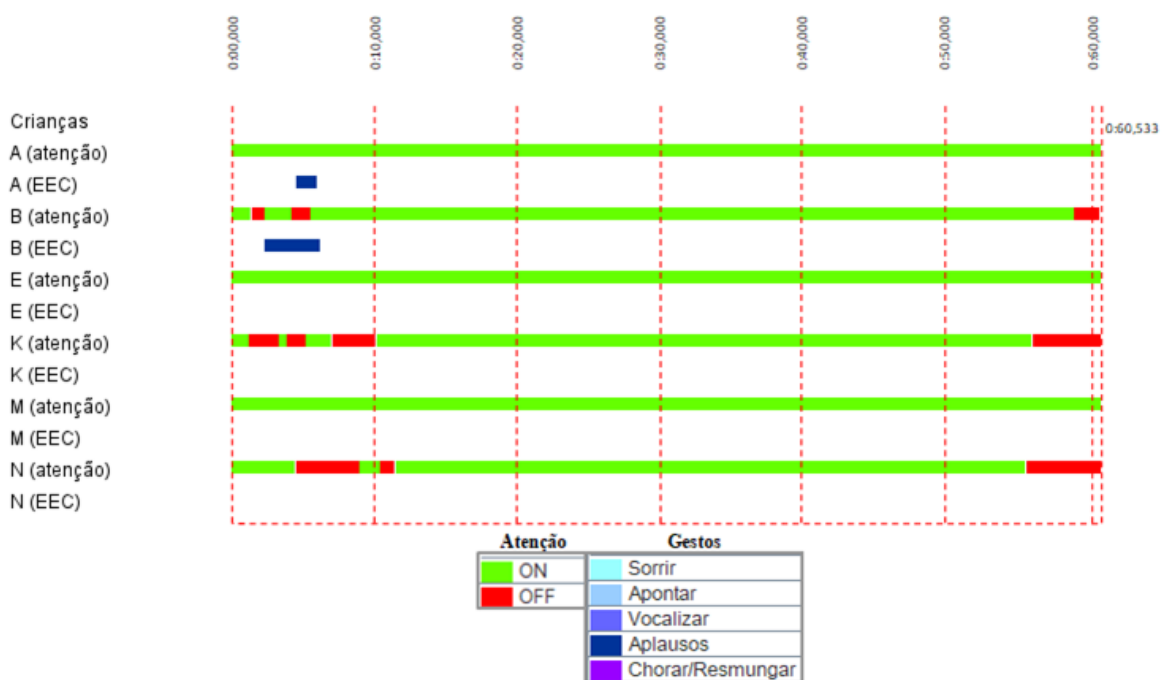 0:00,000
0:10,000
0:20,000
0:30,000
0:40,000
0:50,000
0:60,000
0:60,533
Crianças
A (atenção)
A (EEC)
B (atenção)
B (EEC)
E (atenção)
E (EEC)
K (atenção)
K (EEC)
M (atenção)
M (EEC)
N (atenção)
N (EEC)
Atenção
ON
OFF
Gestos
Sorrir
Apontar
Vocalizar
Aplausos
Chorar/Resmungar